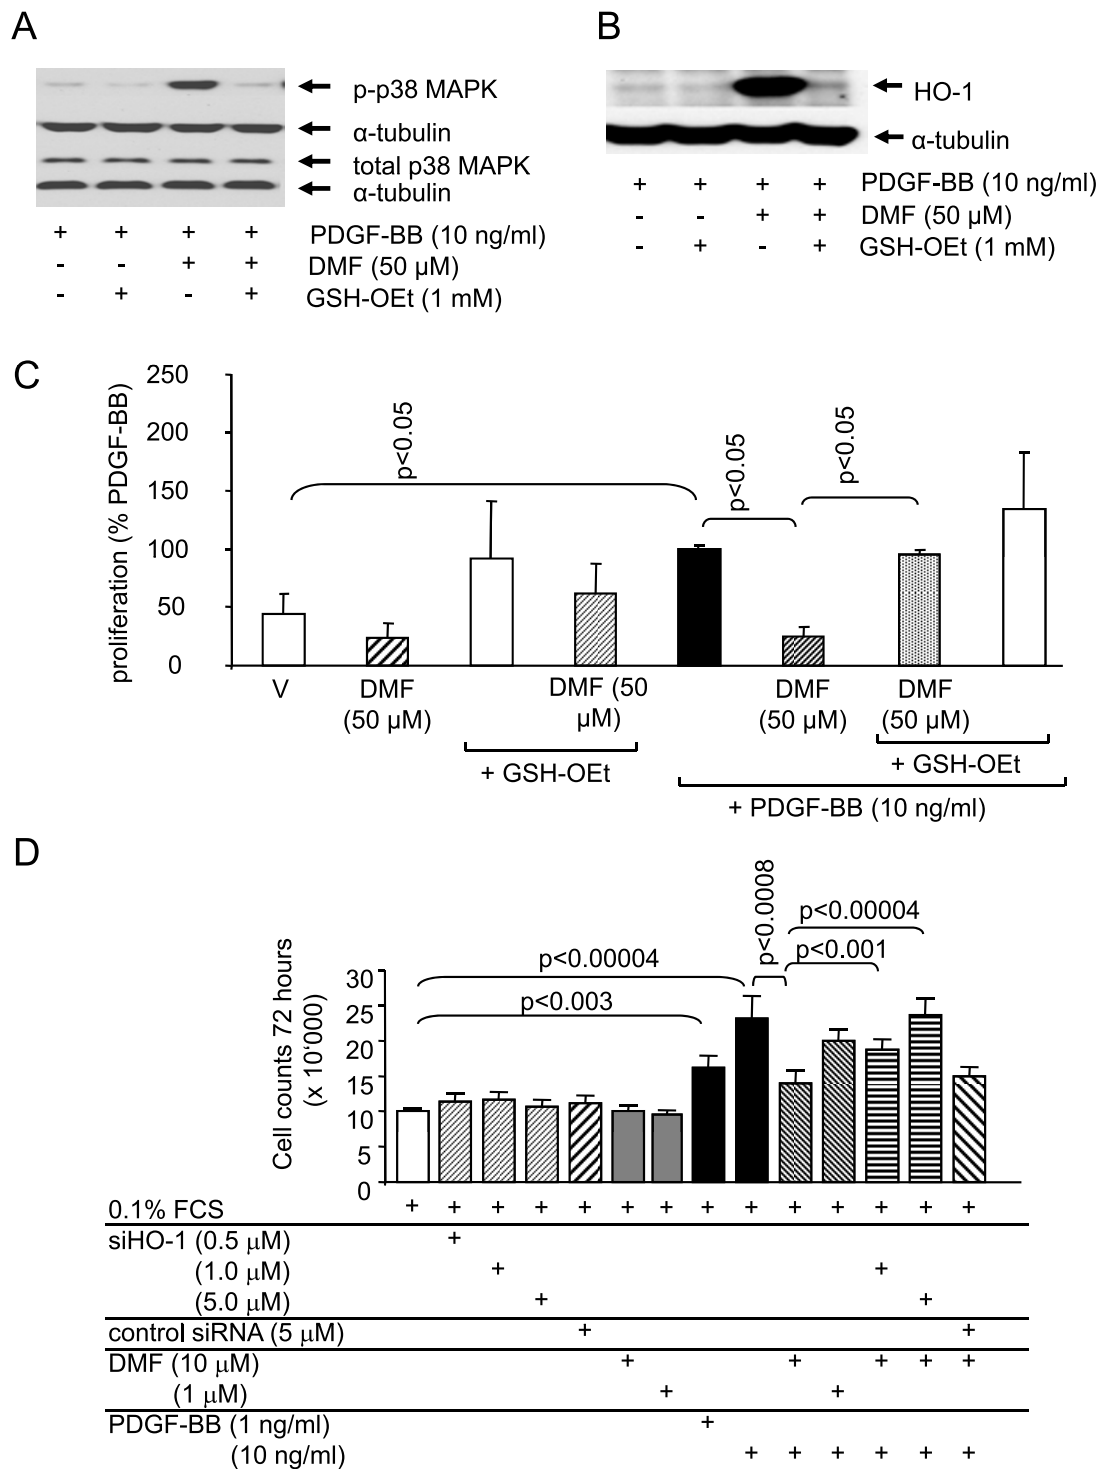 A
p-p38 MAPK
α-tubulin
total p38 MAPK
α-tubulin
+ + + + PDGF-BB (10 ng/ml)
- - + + DMF (50 µM)
- + - + GSH-OEt (1 mM)
B
HO-1
α-tubulin
+ + + + PDGF-BB (10 ng/ml)
- - + + DMF (50 µM)
- + - + GSH-OEt (1 mM)
C
proliferation (% PDGF-BB)
250
200
150
100
50
0
p<0.05
p<0.05
p<0.05
V
DMF
(50 µM)
DMF (50
µM)
DMF
(50 µM)
DMF
(50 µM)
+ GSH-OEt
+ GSH-OEt
+ PDGF-BB (10 ng/ml)
D
Cell counts 72 hours
(x 10‘000)
30
25
20
15
10
5
0
p<0.00004
p<0.003
p<0.0008
p<0.00004
p<0.001
0.1% FCS + + + + + + + + + + + + + +
siHO-1 (0.5 µM) +
(1.0 µM) + +
(5.0 µM) + +
control siRNA (5 µM) + +
DMF (10 µM) + + + + +
(1 µM) + +
PDGF-BB (1 ng/ml) +
(10 ng/ml) + + + + + +